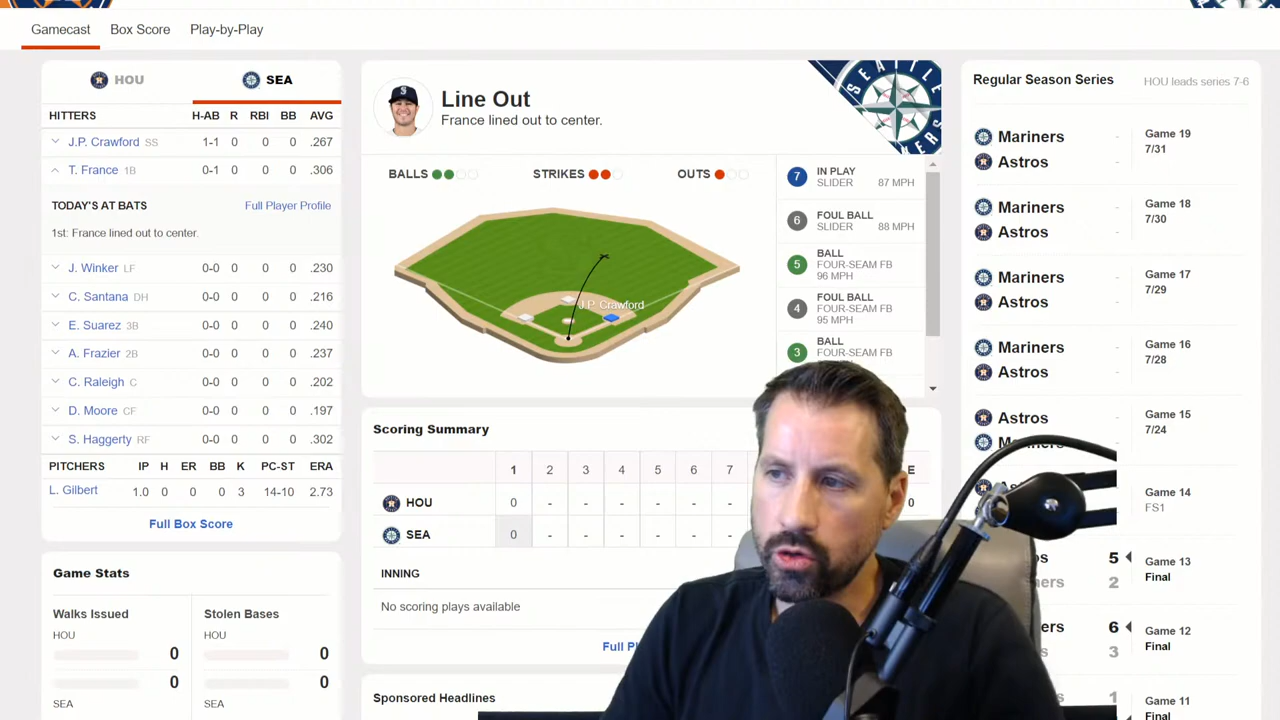 Gamecast Box Score Play-by-Play
HOU SEA
HITTERS H-AB R RBI BB AVG
J.P. Crawford SS 1-1 0 0 0 .267
T. France 1B 0-1 0 0 0 .306
TODAY'S AT BATS Full Player Profile
1st: France lined out to center.
J. Winker LF 0-0 0 0 0 .230
C. Santana DH 0-0 0 0 0 .216
E. Suarez 3B 0-0 0 0 0 .240
A. Frazier 2B 0-0 0 0 0 .237
C. Raleigh C 0-0 0 0 0 .202
D. Moore CF 0-0 0 0 0 .197
S. Haggerty RF 0-0 0 0 0 .302
PITCHERS IP H ER BB K PC-ST ERA
L. Gilbert 1.0 0 0 0 3 14-10 2.73
Full Box Score
Game Stats
Walks Issued Stolen Bases
HOU HOU
0 0
0 0
SEA SEA
Line Out
France lined out to center.
SEATTLE
BALLS STRIKES OUTS
J.P. Crawford
7 IN PLAY
SLIDER 87 MPH
6 FOUL BALL
SLIDER 88 MPH
5 BALL
FOUR-SEAM FB
96 MPH
4 FOUL BALL
FOUR-SEAM FB
95 MPH
3 BALL
FOUR-SEAM FB
Scoring Summary
1 2 3 4 5 6 7 E
HOU 0 - - - - - - 0
SEA 0 - - - - - -
INNING
No scoring plays available
Full
Sponsored Headlines
Regular Season Series HOU leads series 7-6
Mariners - Game 19
Astros - 7/31
Mariners - Game 18
Astros - 7/30
Mariners - Game 17
Astros - 7/29
Mariners - Game 16
Astros - 7/28
Astros - Game 15
Mariners 7/24
Game 14
FS1
5 Game 13
2 Final
6 Game 12
3 Final
1 Game 11
Final